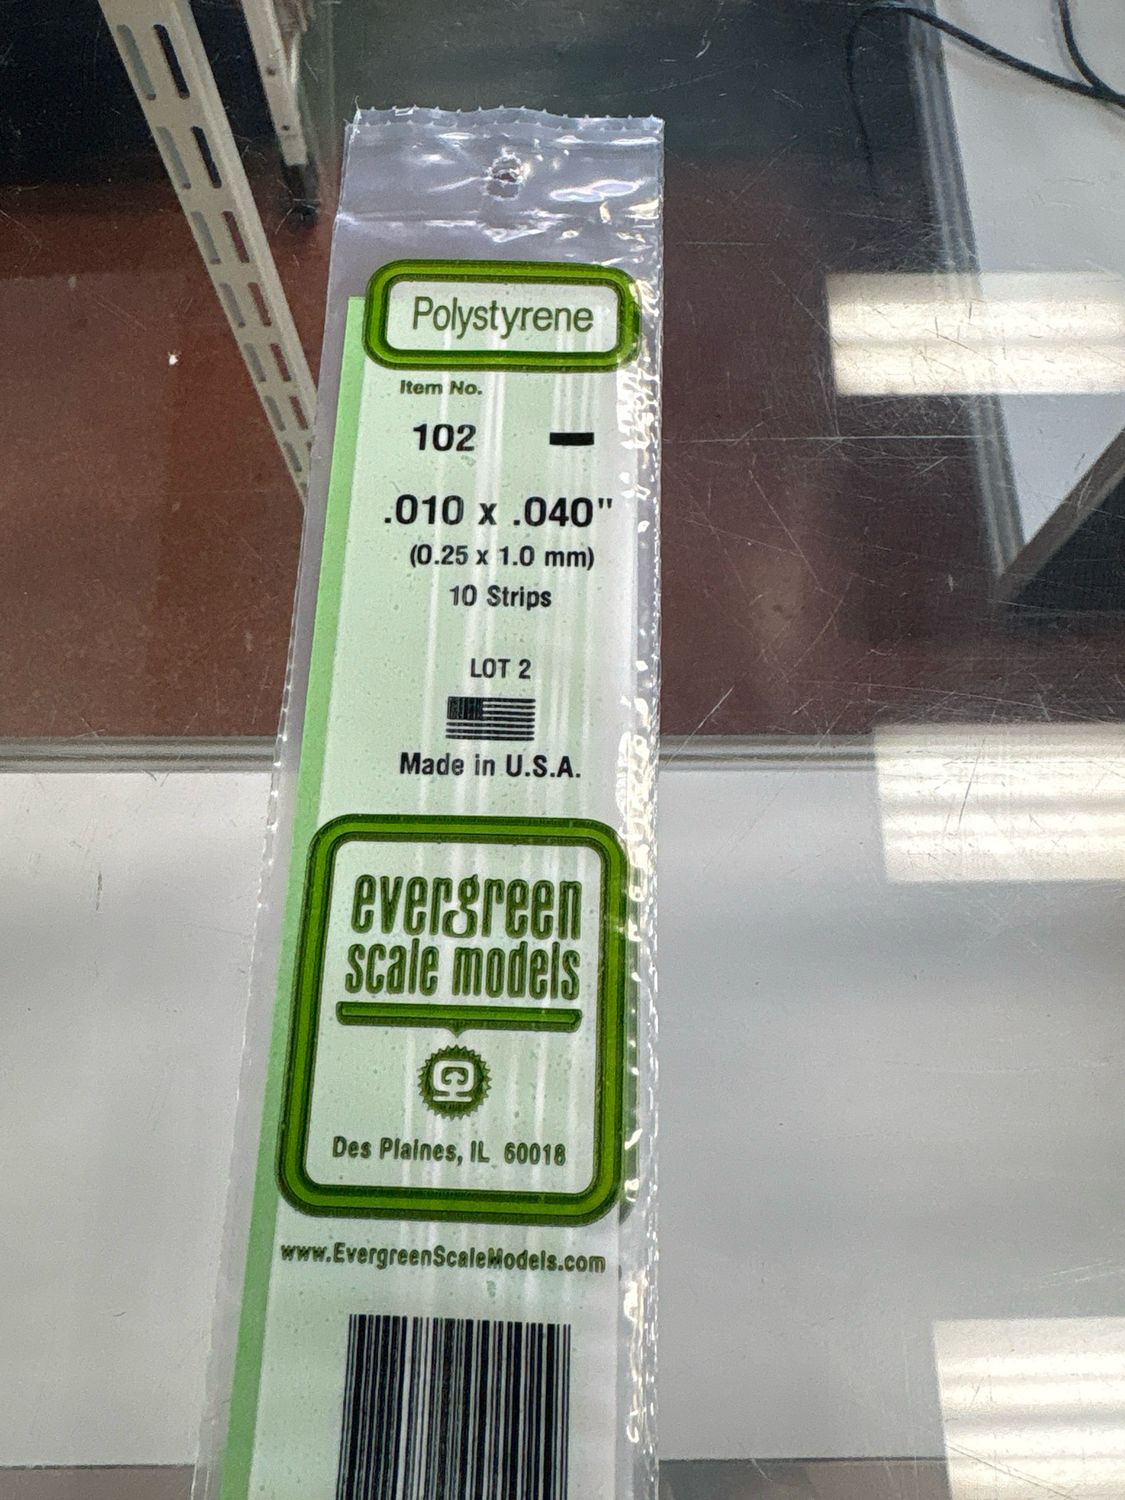 Polystyrene
Item No.
102
.010 x .040"
(0.25 x 1.0 mm)
10 Strips
LOT 2
Made in U.S.A.
evergreen
scale models
Des Plaines, IL 60018
www.EvergreenScaleModels.com